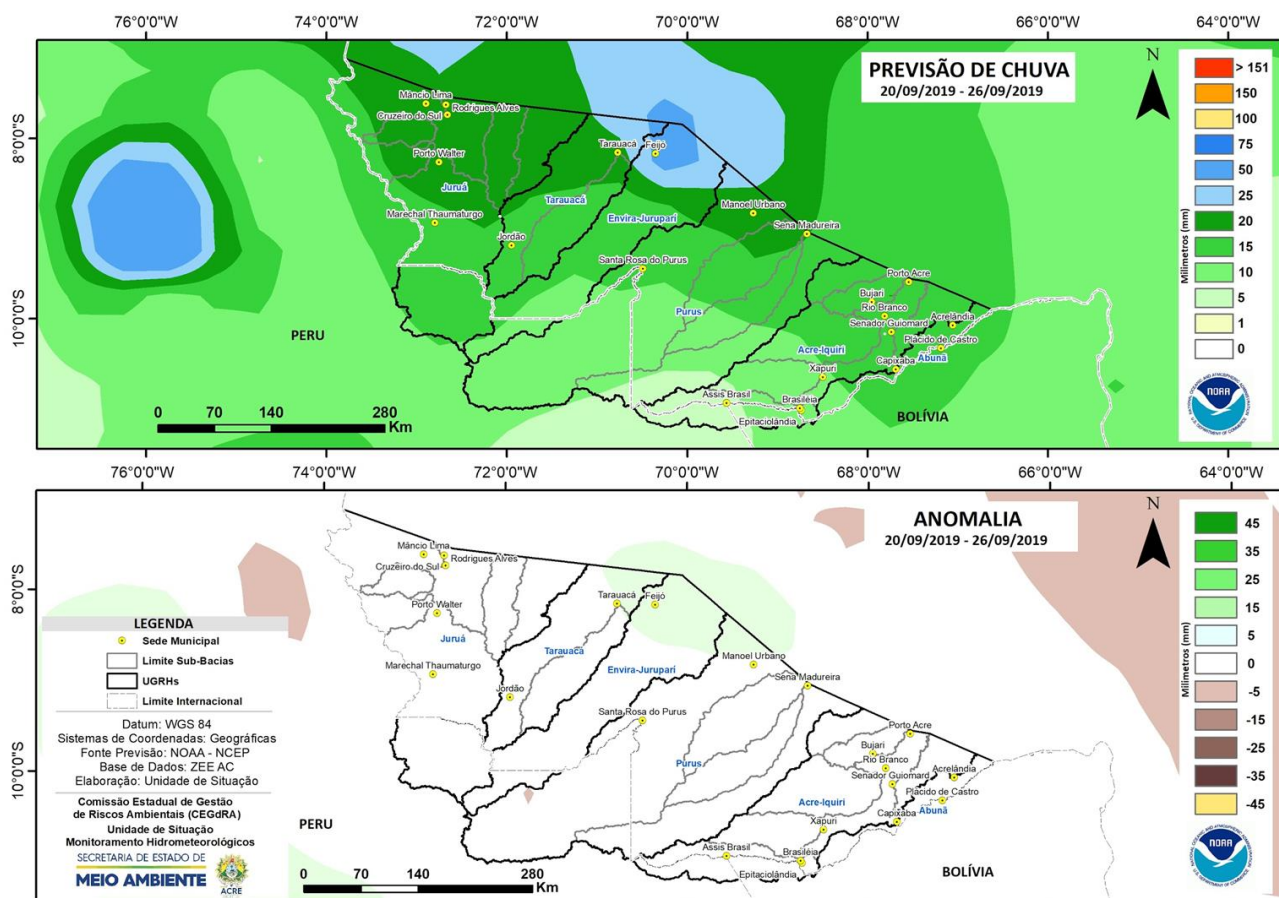 76°0'0"W
74°0'0"W
72°0'0"W
70°0'0"W
68°0'0"W
66°0'0"W
64°0'0"W
PREVISÃO DE CHUVA
20/09/2019 - 26/09/2019
N
8°0'0"S
10°0'0"S
Mâncio Lima
Rodrigues Alves
Cruzeiro do Sul
Porto Walter
Juruá
Marechal Thaumaturgo
Tarauacá
Feijó
Tarauacá
Envira-Jurupari
Jordão
Manoel Urbano
Sena Madureira
Santa Rosa do Purus
Purus
Porto Acre
Bujari
Rio Branco
Senador Guiomard
Acrelândia
Plácido de Castro
Abunã
Acre-Iquiri
Capixaba
Xapuri
Assis Brasil
Brasiléia
Epitaciolândia
PERU
BOLÍVIA
0 70 140 280
Km
Milímetros (mm)
> 151
150
100
75
50
25
20
15
10
5
1
0
NOAA
76°0'0"W
74°0'0"W
72°0'0"W
70°0'0"W
68°0'0"W
66°0'0"W
64°0'0"W
ANOMALIA
20/09/2019 - 26/09/2019
N
8°0'0"S
10°0'0"S
Mâncio Lima
Rodrigues Alves
Cruzeiro do Sul
Porto Walter
Juruá
Marechal Thaumaturgo
Tarauacá
Feijó
Tarauacá
Envira-Jurupari
Jordão
Manoel Urbano
Sena Madureira
Santa Rosa do Purus
Purus
Porto Acre
Bujari
Rio Branco
Senador Guiomard
Acrelândia
Plácido de Castro
Abunã
Acre-Iquiri
Capixaba
Xapuri
Assis Brasil
Brasiléia
Epitaciolândia
PERU
BOLÍVIA
0 70 140 280
Km
Milímetros (mm)
45
35
25
15
5
0
-5
-15
-25
-35
-45
NOAA
LEGENDA
Sede Municipal
Limite Sub-Bacias
UGRHs
Limite Internacional
Datum: WGS 84
Sistemas de Coordenadas: Geográficas
Fonte Previsão: NOAA - NCEP
Base de Dados: ZEE AC
Elaboração: Unidade de Situação
Comissão Estadual de Gestão
de Riscos Ambientais (CEGdRA)
Unidade de Situação
Monitoramento Hidrometeorológicos
SECRETARIA DE ESTADO DE
MEIO AMBIENTE
ACRE